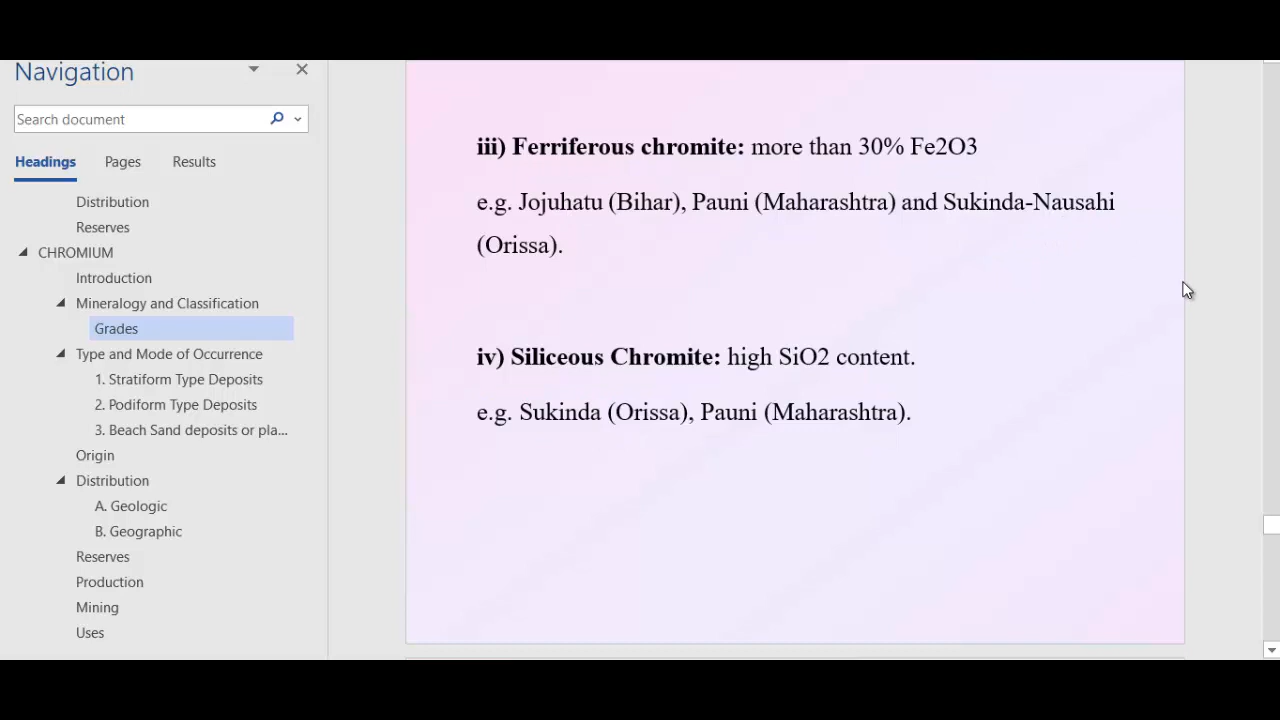 Navigation
Search document
Headings Pages Results
Distribution
Reserves
CHROMIUM
Introduction
Mineralogy and Classification
Grades
Type and Mode of Occurrence
1. Stratiform Type Deposits
2. Podiform Type Deposits
3. Beach Sand deposits or pla...
Origin
Distribution
A. Geologic
B. Geographic
Reserves
Production
Mining
Uses
iii) Ferriferous chromite: more than 30% Fe2O3
e.g. Jojuhatu (Bihar), Pauni (Maharashtra) and Sukinda-Nausahi
(Orissa).
iv) Siliceous Chromite: high SiO2 content.
e.g. Sukinda (Orissa), Pauni (Maharashtra).